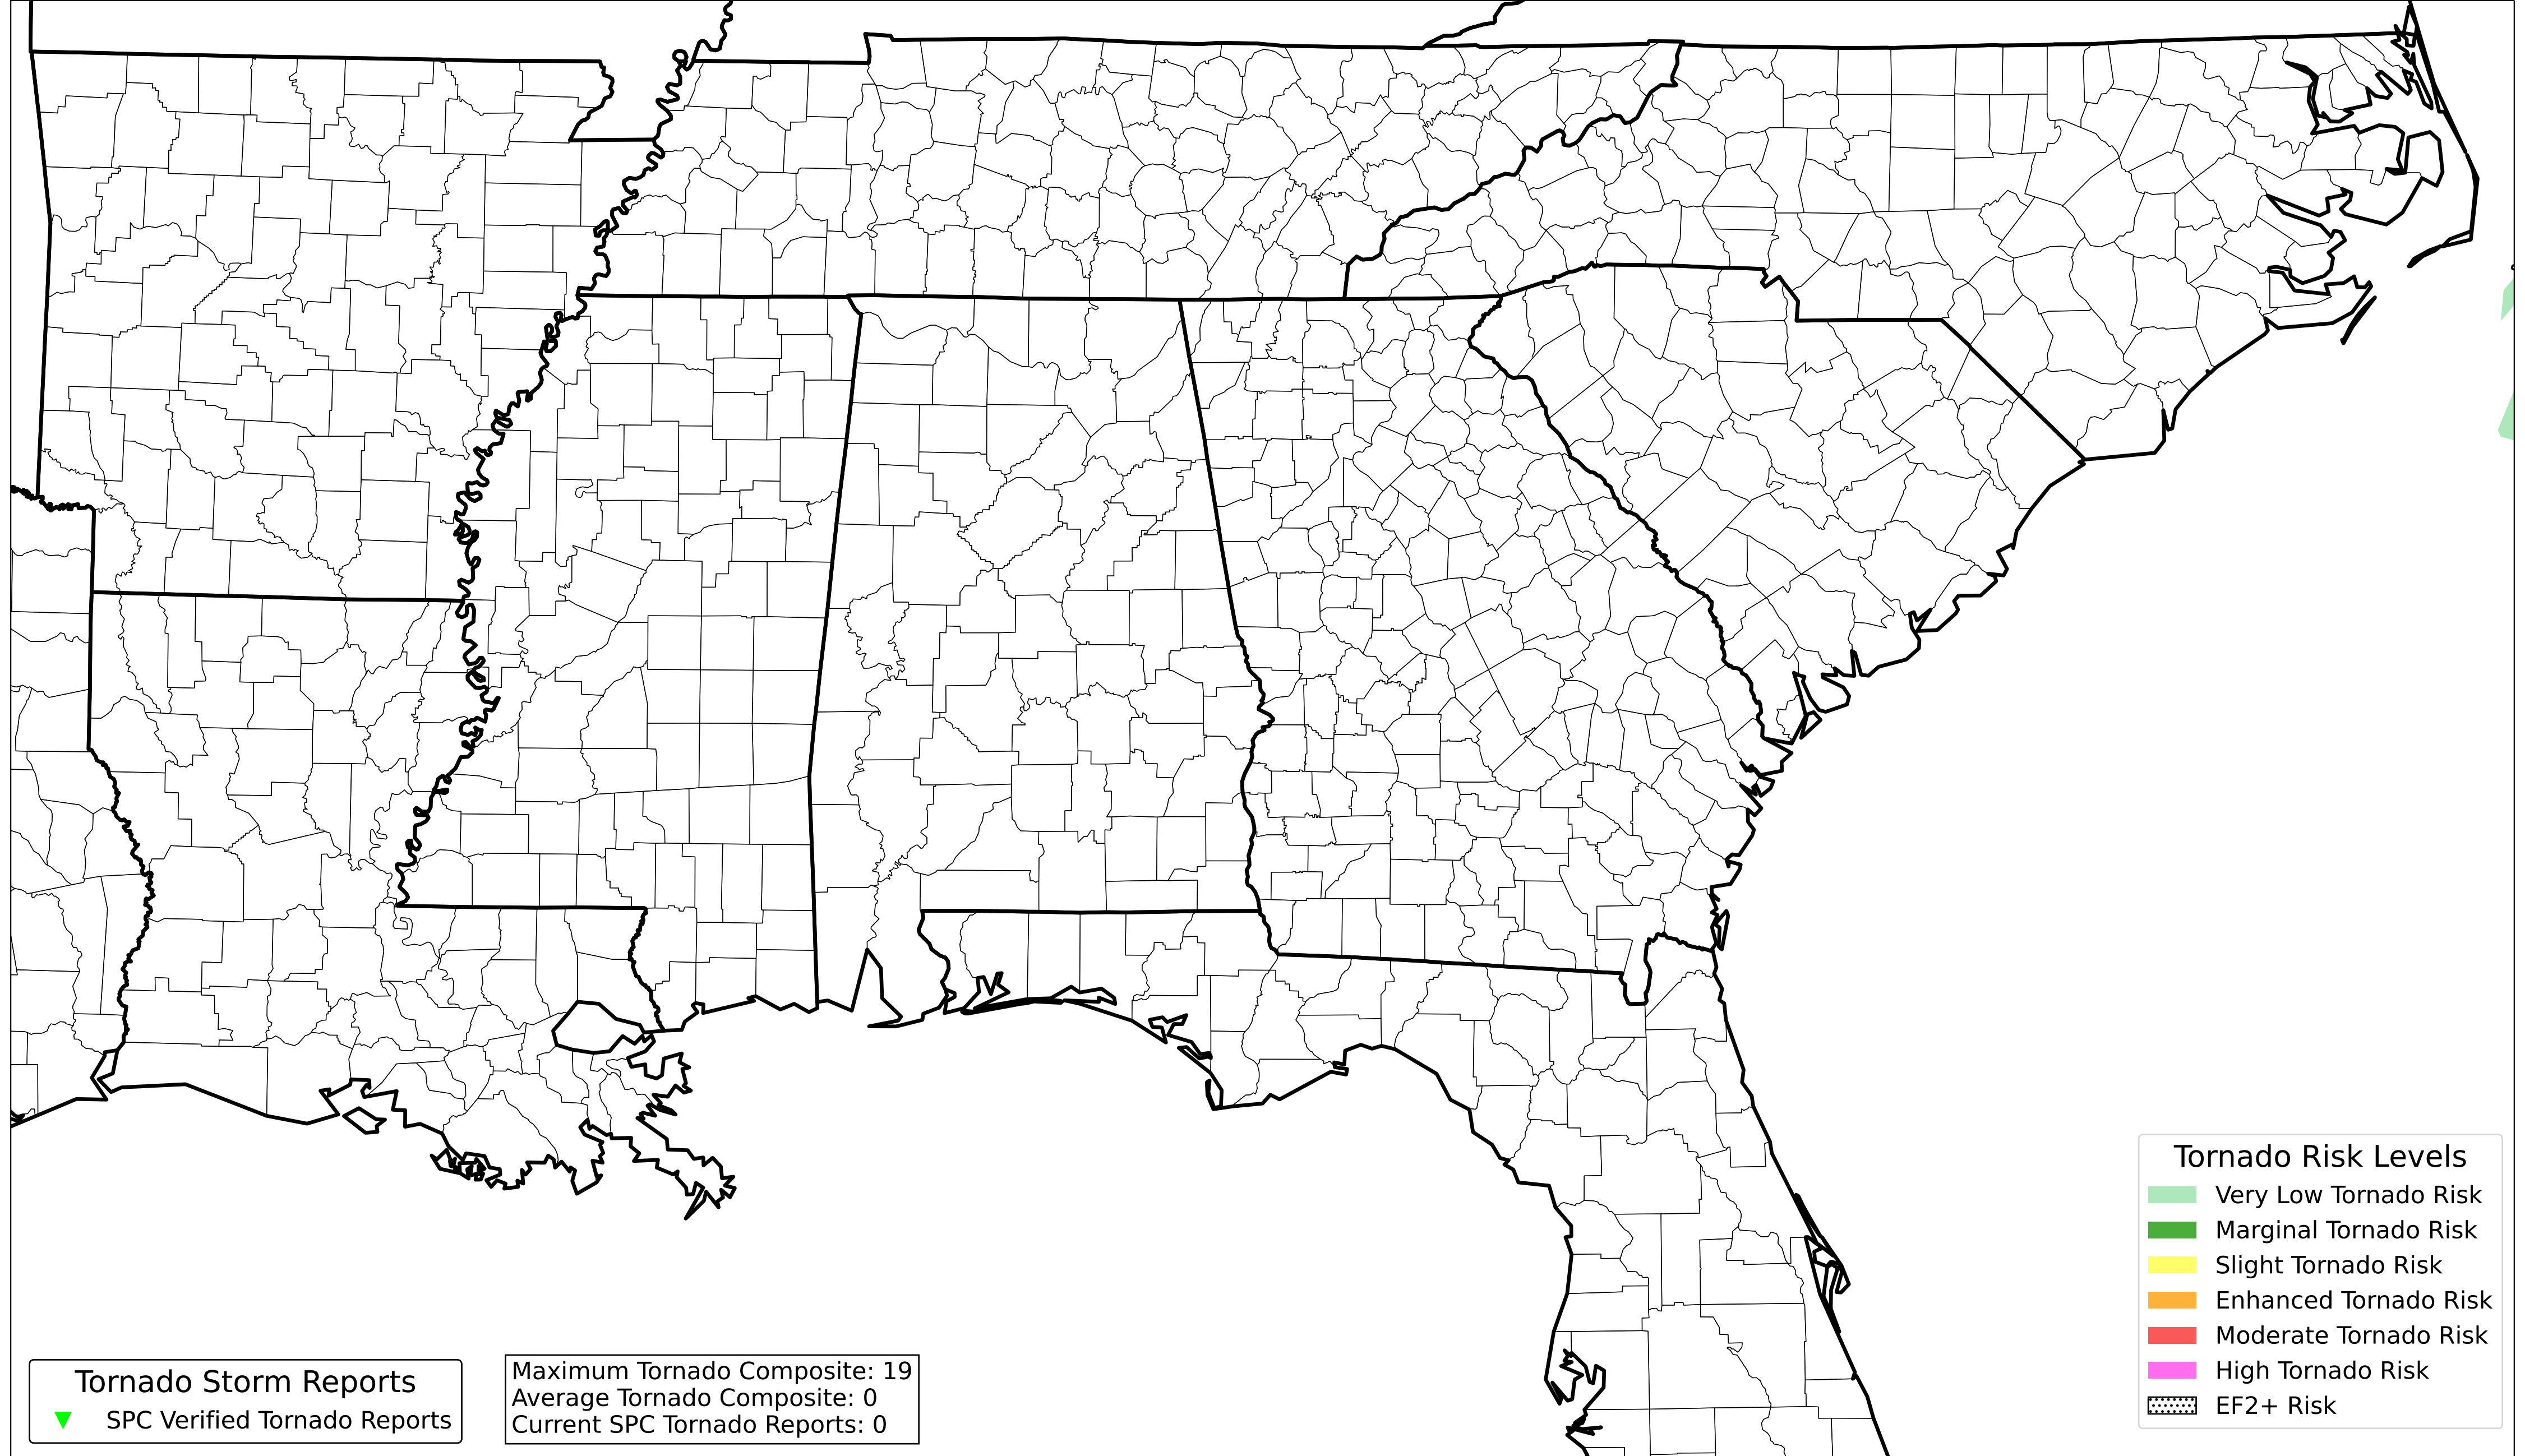 Tornado Risk Levels
Very Low Tornado Risk
Marginal Tornado Risk
Slight Tornado Risk
Enhanced Tornado Risk
Moderate Tornado Risk
High Tornado Risk
EF2+ Risk
Tornado Storm Reports
SPC Verified Tornado Reports
Maximum Tornado Composite: 19
Average Tornado Composite: 0
Current SPC Tornado Reports: 0